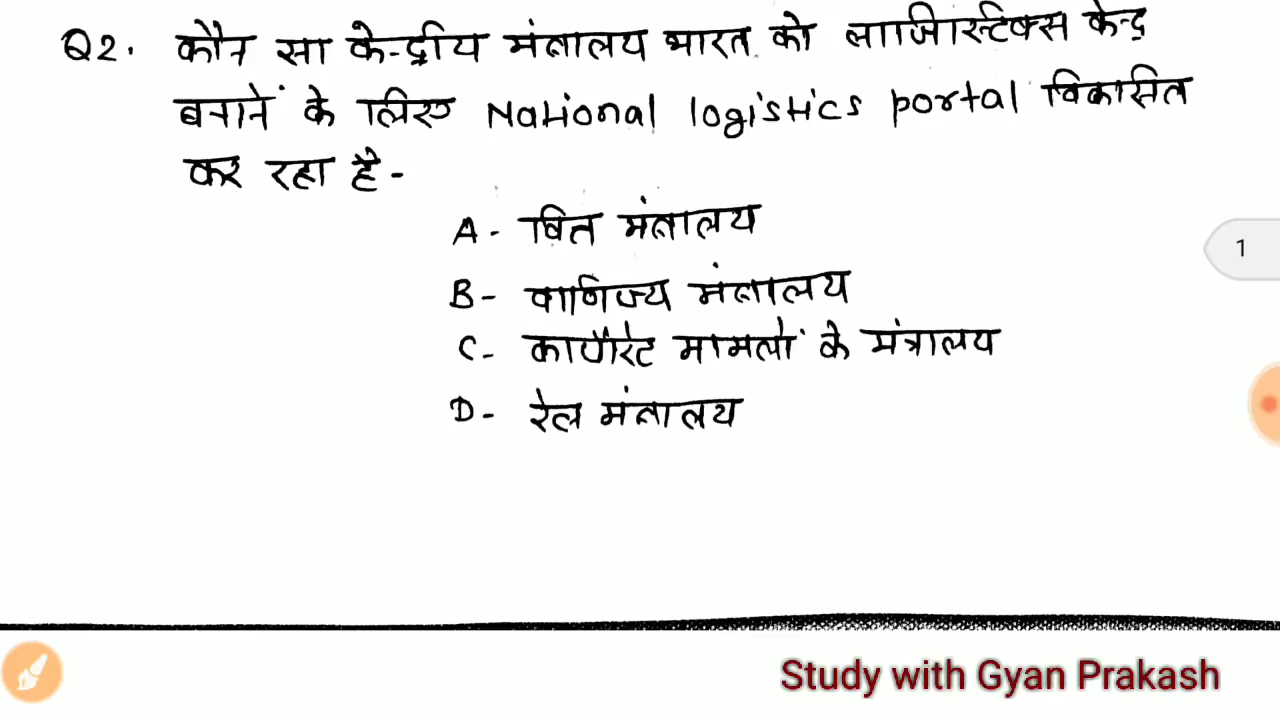 Q2. कौन सा केन्द्रीय मंत्रालय भारत को लाजिस्टिक्स केन्द्र
बनाने के लिए National logistics portal विकसित
कर रहा है -
A - वित मंत्रालय
B - वाणिज्य मंत्रालय
C - कार्पोरेट मामलों के मंत्रालय
D - रेल मंत्रालय
1
Study with Gyan Prakash